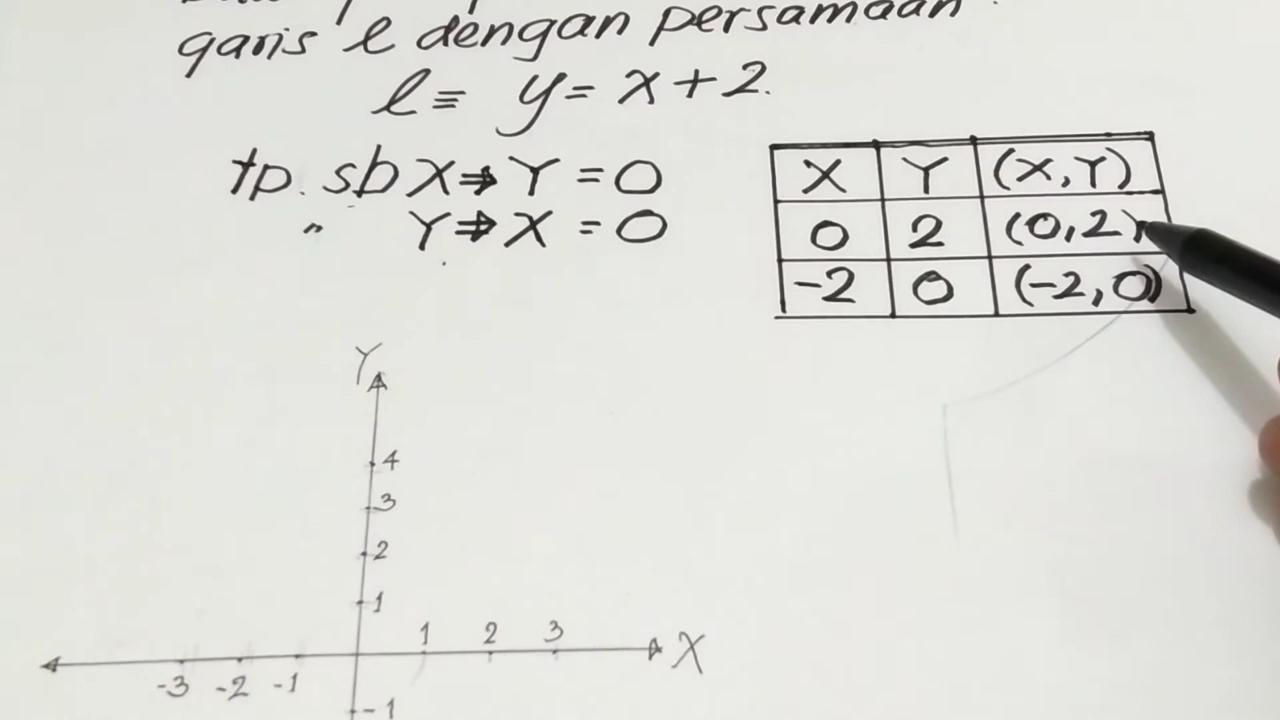 garis l dengan persamaan
l ≡ y = x + 2.
tp. sb X ⇒ Y = 0
" Y ⇒ X = 0
X Y (X,Y)
0 2 (0,2)
-2 0 (-2,0)
Y
4
3
2
1
1 2 3 X
-3 -2 -1
-1